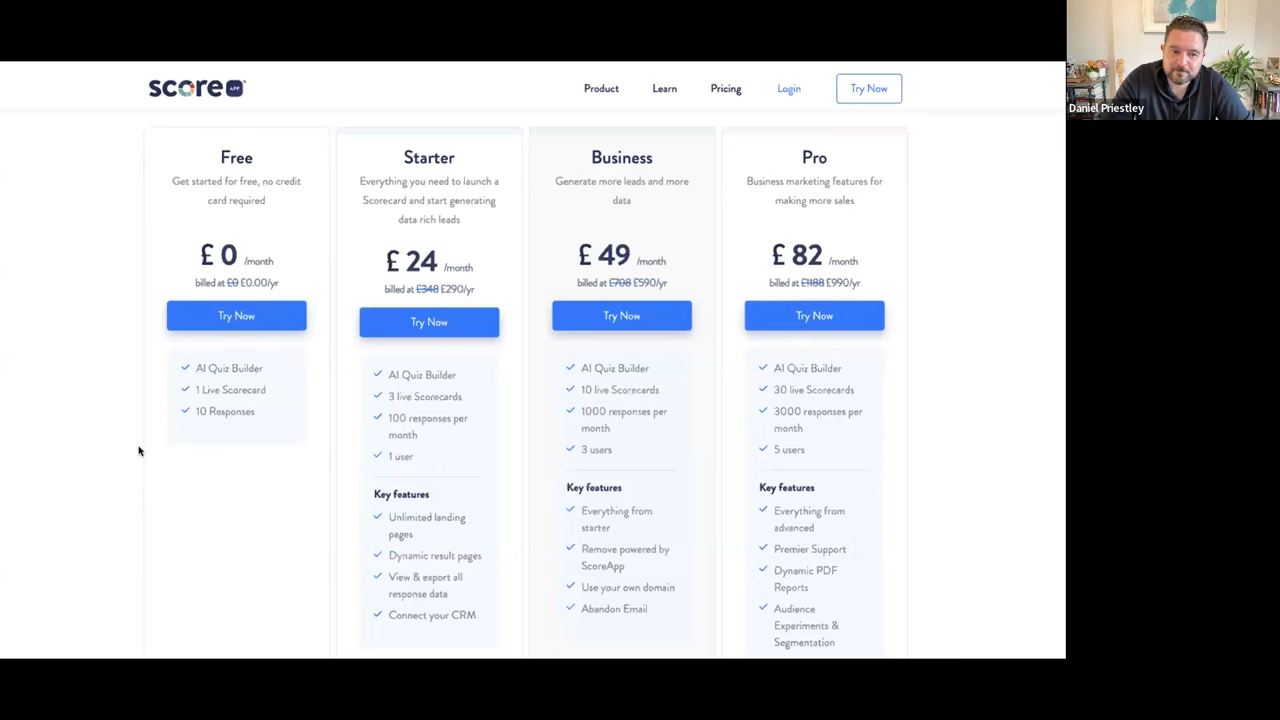 score APP
Product
Learn
Pricing
Login
Try Now
Daniel Priestley
Free
Get started for free, no credit
card required
£ 0 /month
billed at £0 £0.00/yr
Try Now
AI Quiz Builder
1 Live Scorecard
10 Responses
Starter
Everything you need to launch a
Scorecard and start generating
data rich leads
£ 24 /month
billed at £348 £290/yr
Try Now
AI Quiz Builder
3 live Scorecards
100 responses per
month
1 user
Key features
Unlimited landing
pages
Dynamic result pages
View & export all
response data
Connect your CRM
Business
Generate more leads and more
data
£ 49 /month
billed at £708 £590/yr
Try Now
AI Quiz Builder
10 live Scorecards
1000 responses per
month
3 users
Key features
Everything from
starter
Remove powered by
ScoreApp
Use your own domain
Abandon Email
Pro
Business marketing features for
making more sales
£ 82 /month
billed at £1188 £990/yr
Try Now
AI Quiz Builder
30 live Scorecards
3000 responses per
month
5 users
Key features
Everything from
advanced
Premier Support
Dynamic PDF
Reports
Audience
Experiments &
Segmentation